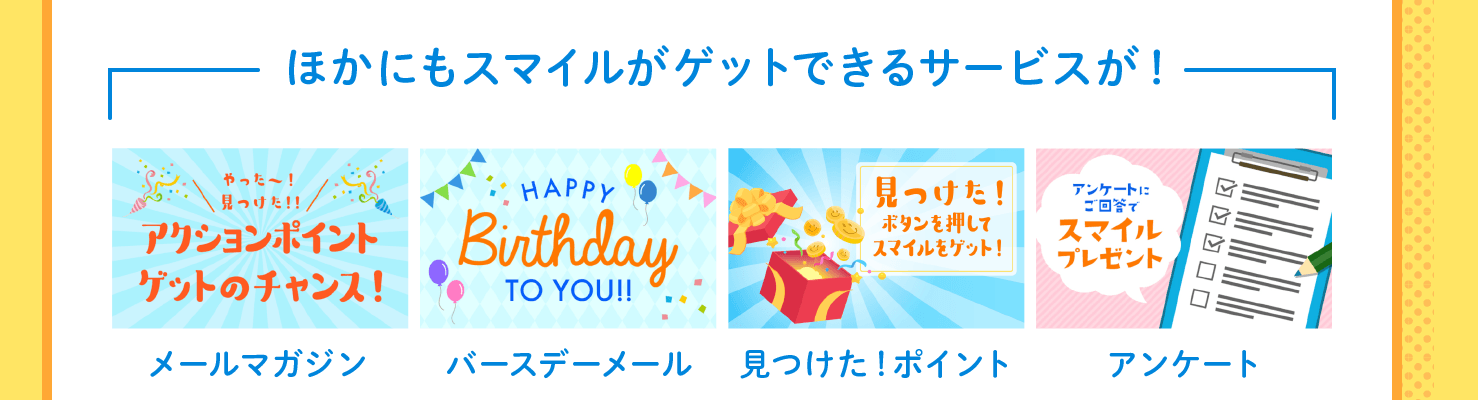 ほかにもスマイルがゲットできるサービスが！
やった～！
見つけた!!
アクションポイント
ゲットのチャンス！
メールマガジン
HAPPY
Birthday
TO YOU!!
バースデーメール
見つけた！
ボタンを押して
スマイルをゲット！
見つけた！ポイント
アンケートに
ご回答で
スマイル
プレゼント
アンケート